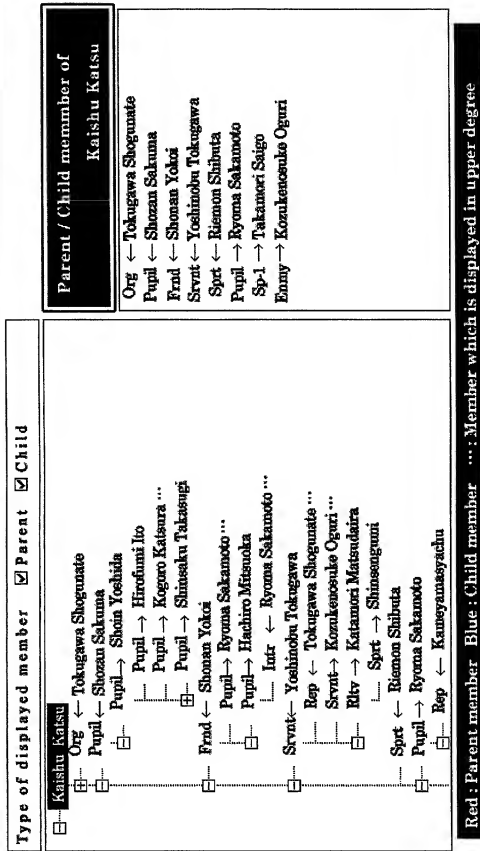 Type of displayed member ☑ Parent ☑ Child
Kaishu Katsu
Org ← Tokugawa Shogunate
Pupil ← Shozan Sakuma
Pupil → Shoin Yoshida
Pupil → Hirofumi Ito
Pupil → Kogoro Katsura ···
Pupil → Shinsaku Takasugi
Frnd ← Shonan Yokoi
Pupil → Ryoma Sakamoto ···
Pupil → Hachiro Mitsuoka
Intr ← Ryoma Sakamoto ···
Srvnt ← Yoshinobu Tokugawa
Rep ← Tokugawa Shogunate ···
Srvnt → Kozukenosuke Oguri ···
Rltv → Katamori Matsudaira
Sprt → Shinsengumi
Sprt ← Riemon Shibuta
Pupil → Ryoma Sakamoto
Rep ← Kameyamasyachu
Parent / Child memmber of
Kaishu Katsu
Org ← Tokugawa Shogunate
Pupil ← Shozan Sakuma
Frnd ← Shonan Yokoi
Srvnt ← Yoshinobu Tokugawa
Sprt ← Riemon Shibuta
Pupil → Ryoma Sakamoto
Sp-1 → Takamori Saigo
Enmy → Kozukenosuke Oguri
Red : Parent member Blue : Child member ··· : Member which is displayed in upper degree